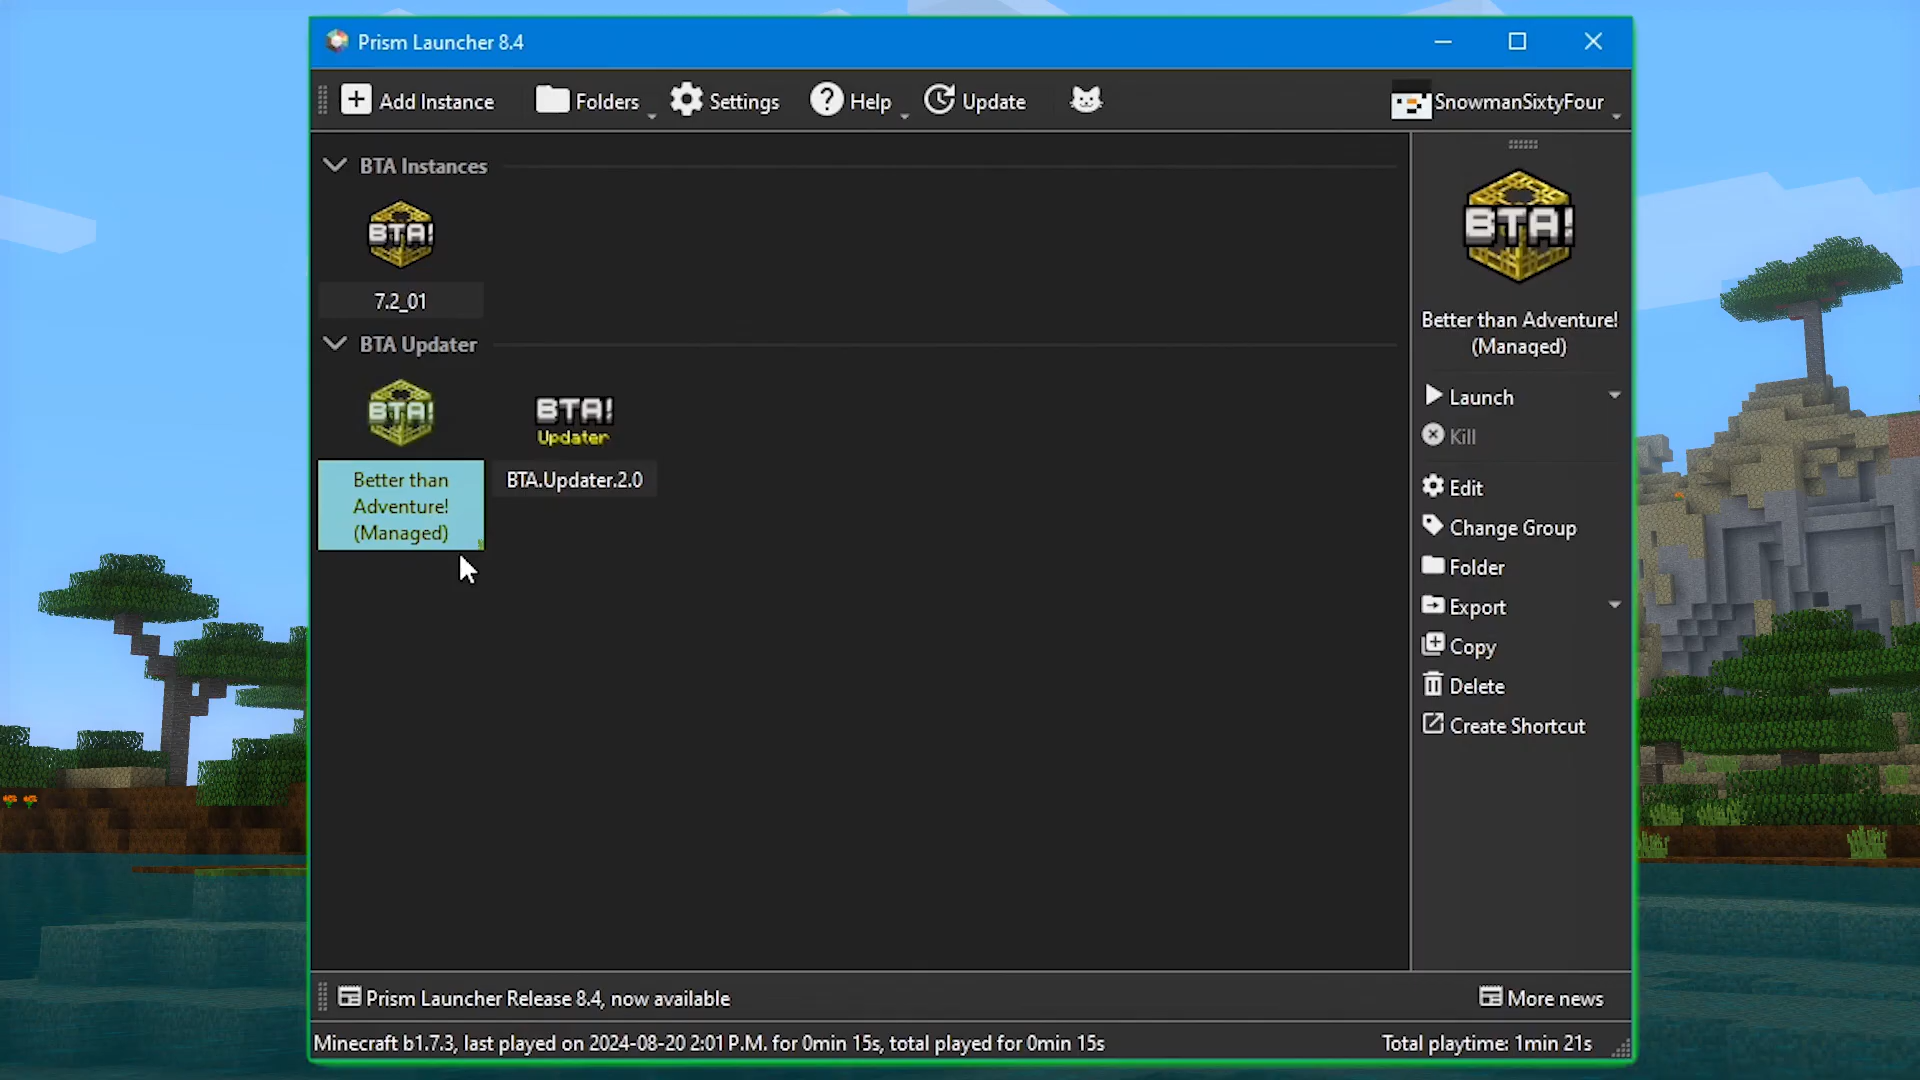 Prism Launcher 8.4
Add Instance
Folders
Settings
Help
Update
SnowmanSixtyFour
BTA Instances
BTA!
7.2_01
BTA Updater
BTA!
Better than
Adventure!
(Managed)
BTA!
Updater
BTA.Updater.2.0
BTA!
Better than Adventure!
(Managed)
Launch
Kill
Edit
Change Group
Folder
Export
Copy
Delete
Create Shortcut
Prism Launcher Release 8.4, now available
More news
Minecraft b1.7.3, last played on 2024-08-20 2:01 P.M. for 0min 15s, total played for 0min 15s
Total playtime: 1min 21s